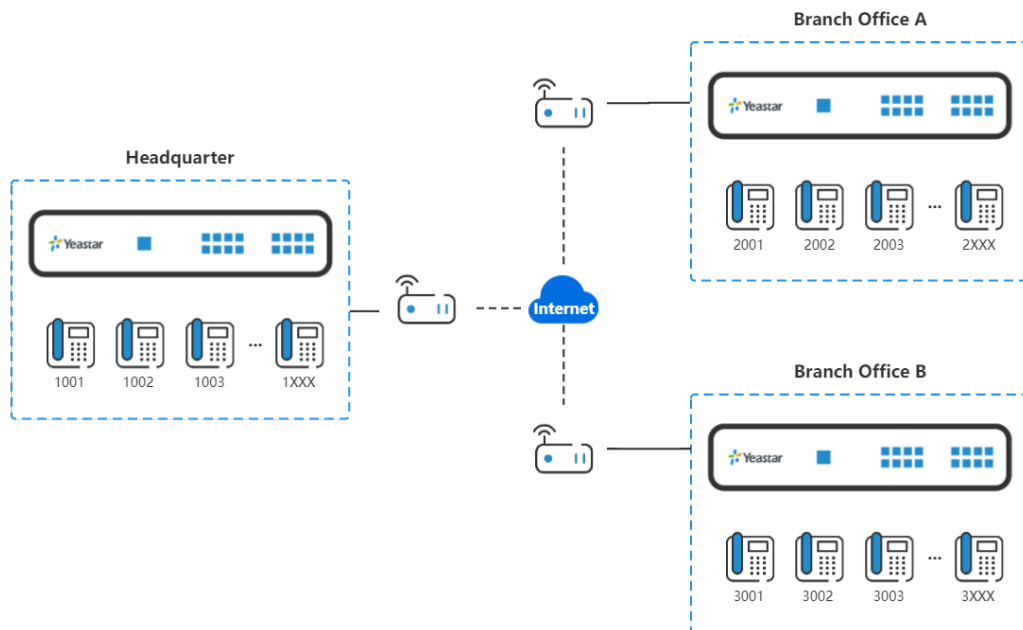 Headquarter
Yeastar
1001 1002 1003 ... 1XXX
Internet
Branch Office A
Yeastar
2001 2002 2003 ... 2XXX
Branch Office B
Yeastar
3001 3002 3003 ... 3XXX